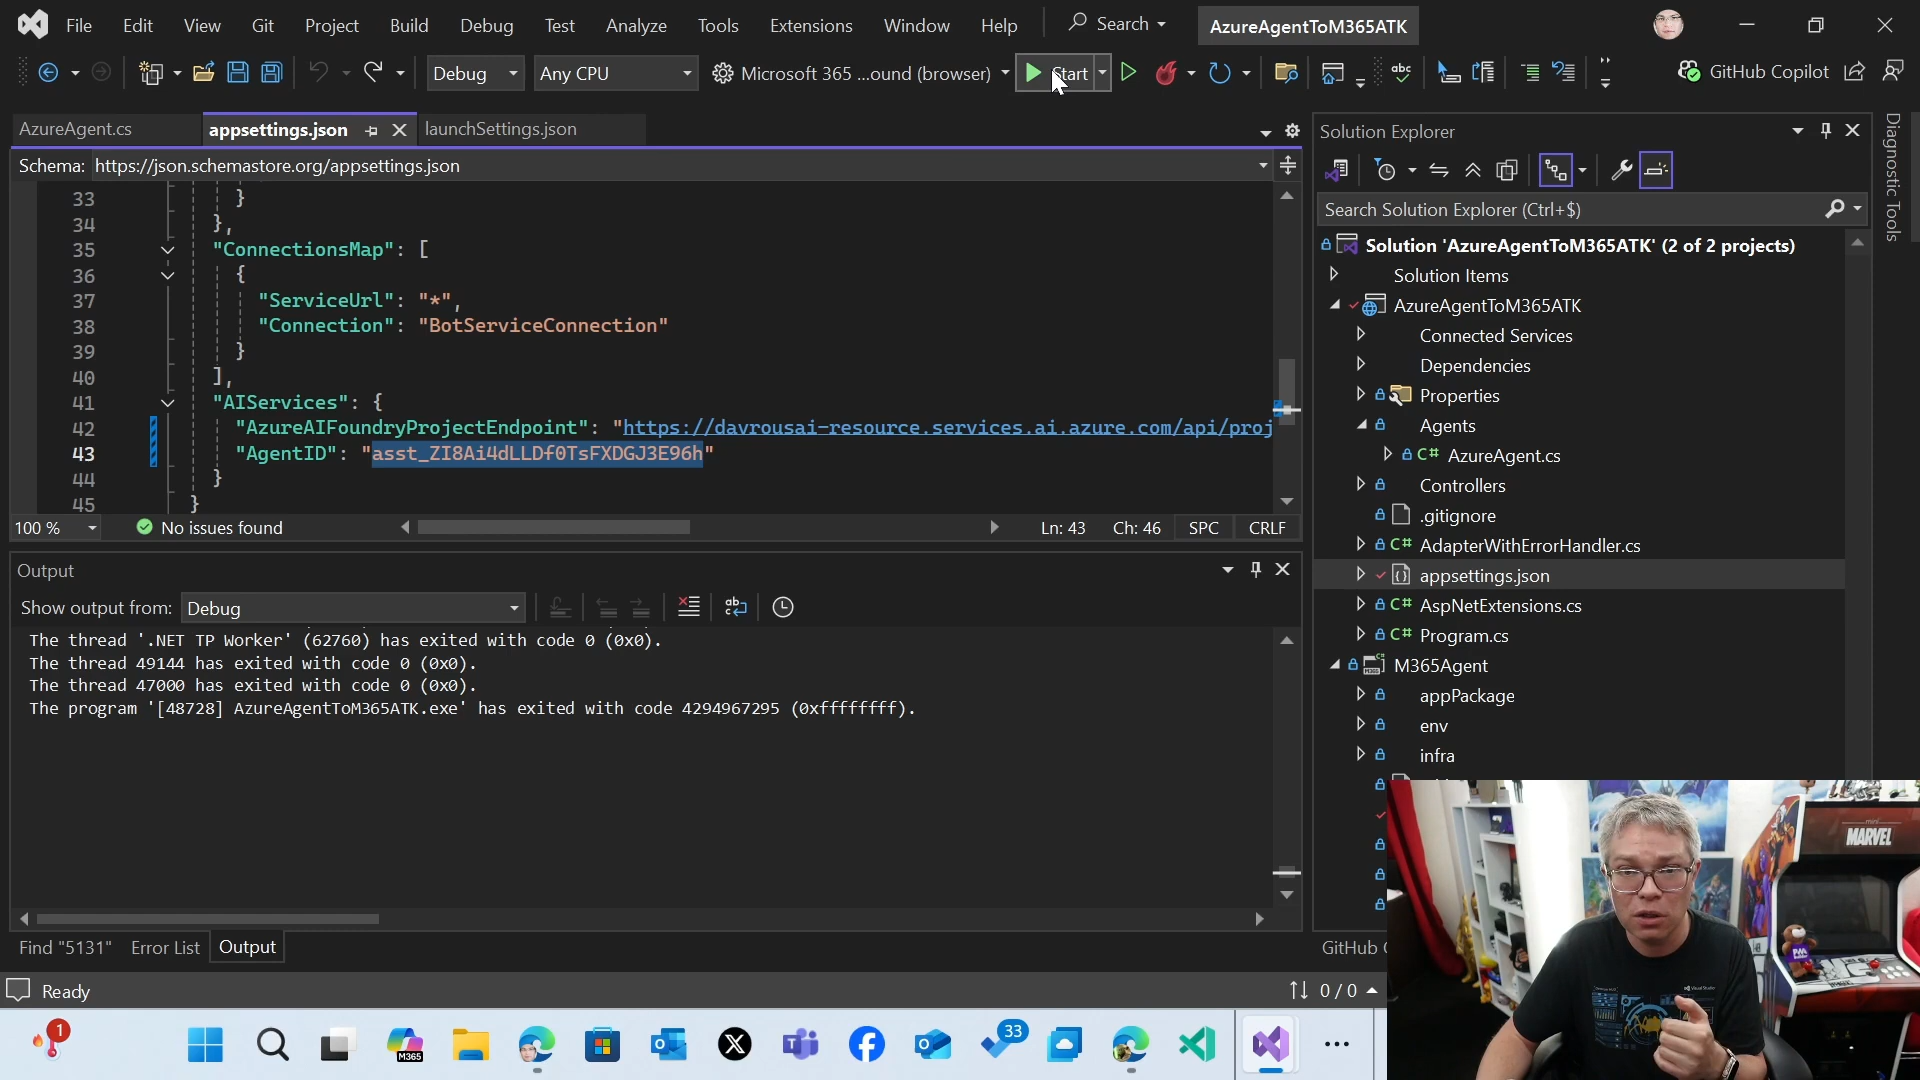 File Edit View Git Project Build Debug Test Analyze Tools Extensions Window Help Search AzureAgentToM365ATK
Debug Any CPU Microsoft 365 ...ound (browser) Start GitHub Copilot
AzureAgent.cs appsettings.json launchSettings.json
Schema: https://json.schemastore.org/appsettings.json
33 }
34 },
35 "ConnectionsMap": [
36 {
37 "ServiceUrl": "*",
38 "Connection": "BotServiceConnection"
39 }
40 ],
41 "AIServices": {
42 "AzureAIFoundryProjectEndpoint": "https://davrousai-resource.services.ai.azure.com/api/proj
43 "AgentID": "asst_ZI8Ai4dLLDf0TsFXDGJ3E96h"
44 }
45 }
100 % No issues found Ln: 43 Ch: 46 SPC CRLF
Output
Show output from: Debug
The thread '.NET TP Worker' (62760) has exited with code 0 (0x0).
The thread 49144 has exited with code 0 (0x0).
The thread 47000 has exited with code 0 (0x0).
The program '[48728] AzureAgentToM365ATK.exe' has exited with code 4294967295 (0xffffffff).
Find "5131" Error List Output
Solution Explorer
Search Solution Explorer (Ctrl+$)
Solution 'AzureAgentToM365ATK' (2 of 2 projects)
Solution Items
AzureAgentToM365ATK
Connected Services
Dependencies
Properties
Agents
C# AzureAgent.cs
Controllers
.gitignore
C# AdapterWithErrorHandler.cs
appsettings.json
C# AspNetExtensions.cs
C# Program.cs
M365Agent
appPackage
env
infra
GitHub
Diagnostic Tools
Ready 0 / 0
1
M365
33
MARVEL